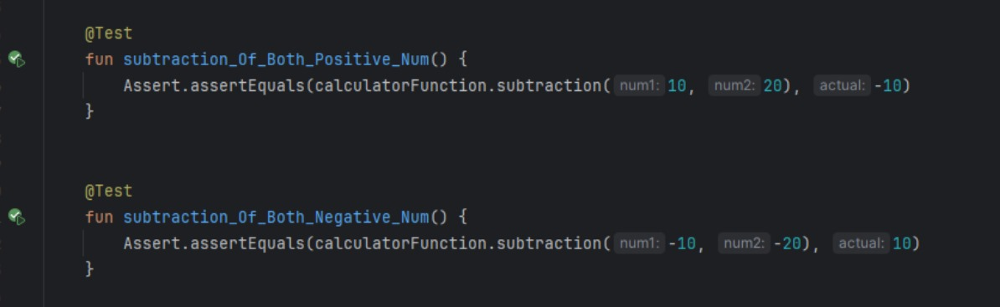 @Test
fun subtraction_Of_Both_Positive_Num() {
Assert.assertEquals(calculatorFunction.subtraction( num1: 10, num2: 20), actual: -10)
}
@Test
fun subtraction_Of_Both_Negative_Num() {
Assert.assertEquals(calculatorFunction.subtraction( num1: -10, num2: -20), actual: 10)
}